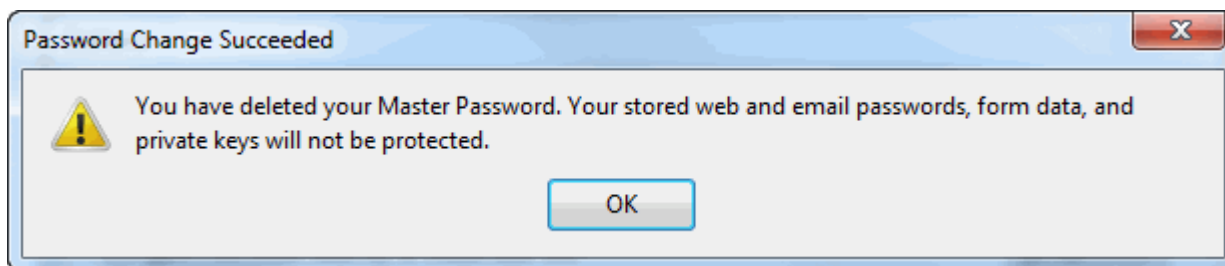 Password Change Succeeded
You have deleted your Master Password. Your stored web and email passwords, form data, and
private keys will not be protected.
OK